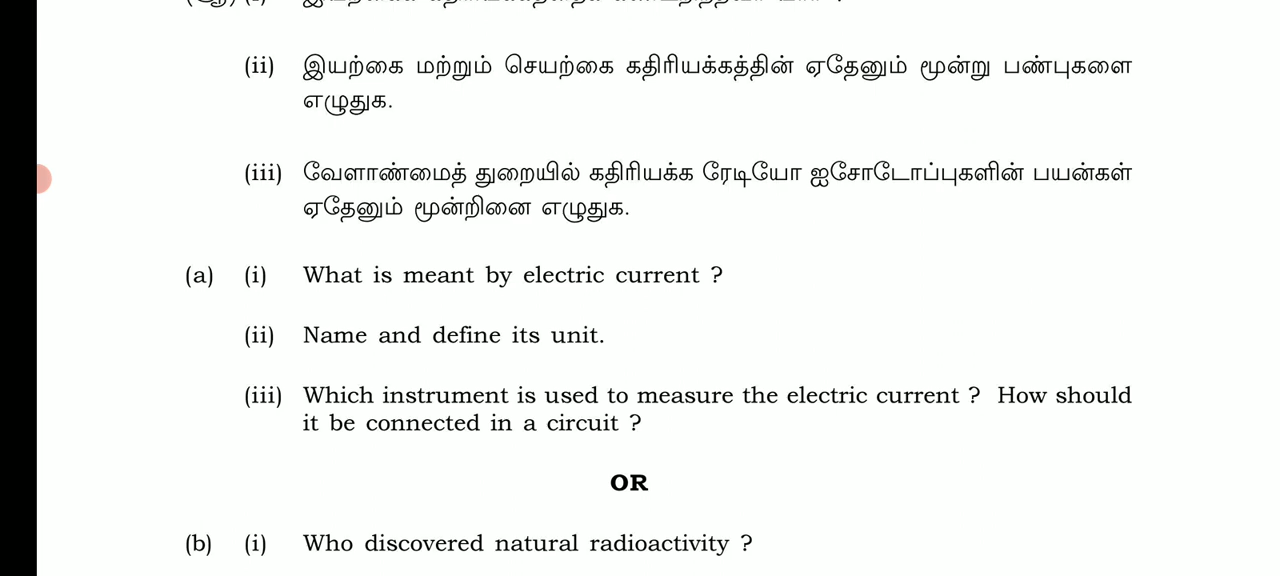 (ii) இயற்கை மற்றும் செயற்கை கதிரியக்கத்தின் ஏதேனும் மூன்று பண்புகளை
எழுதுக.
(iii) வேளாண்மைத் துறையில் கதிரியக்க ரேடியோ ஐசோடோப்புகளின் பயன்கள்
ஏதேனும் மூன்றினை எழுதுக.
(a) (i) What is meant by electric current ?
(ii) Name and define its unit.
(iii) Which instrument is used to measure the electric current ? How should
it be connected in a circuit ?
OR
(b) (i) Who discovered natural radioactivity ?